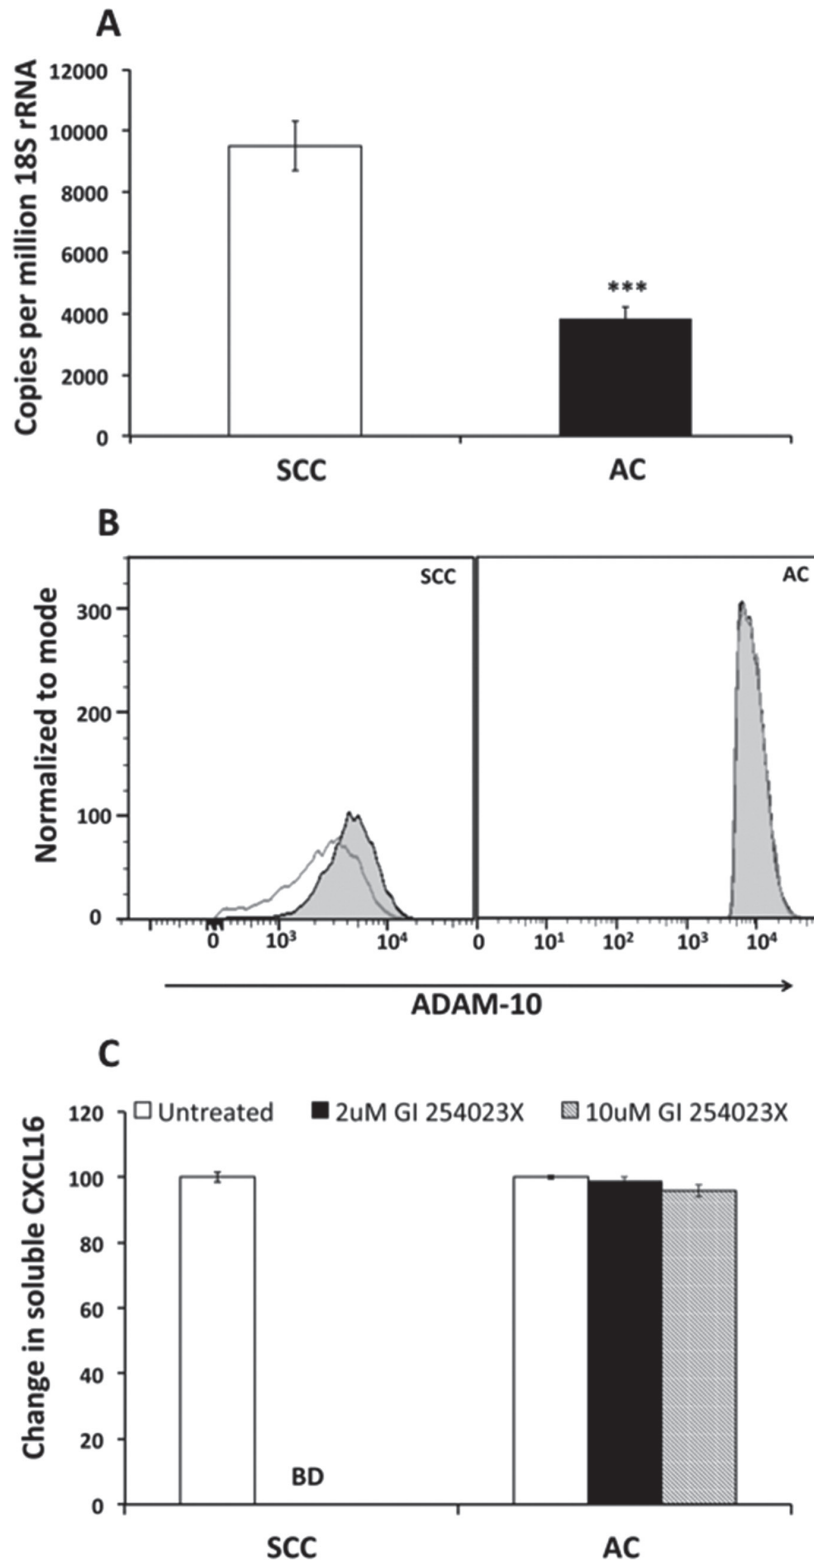 A
Copies per million 18S rRNA
12000
10000
8000
6000
4000
2000
0
***
SCC
AC
B
Normalized to mode
300
200
100
0
SCC
AC
0 10³ 10⁴ 0 10¹ 10² 10³ 10⁴
ADAM-10
C
Change in soluble CXCL16
120
100
80
60
40
20
0
Untreated 2uM GI 254023X 10uM GI 254023X
BD
SCC
AC